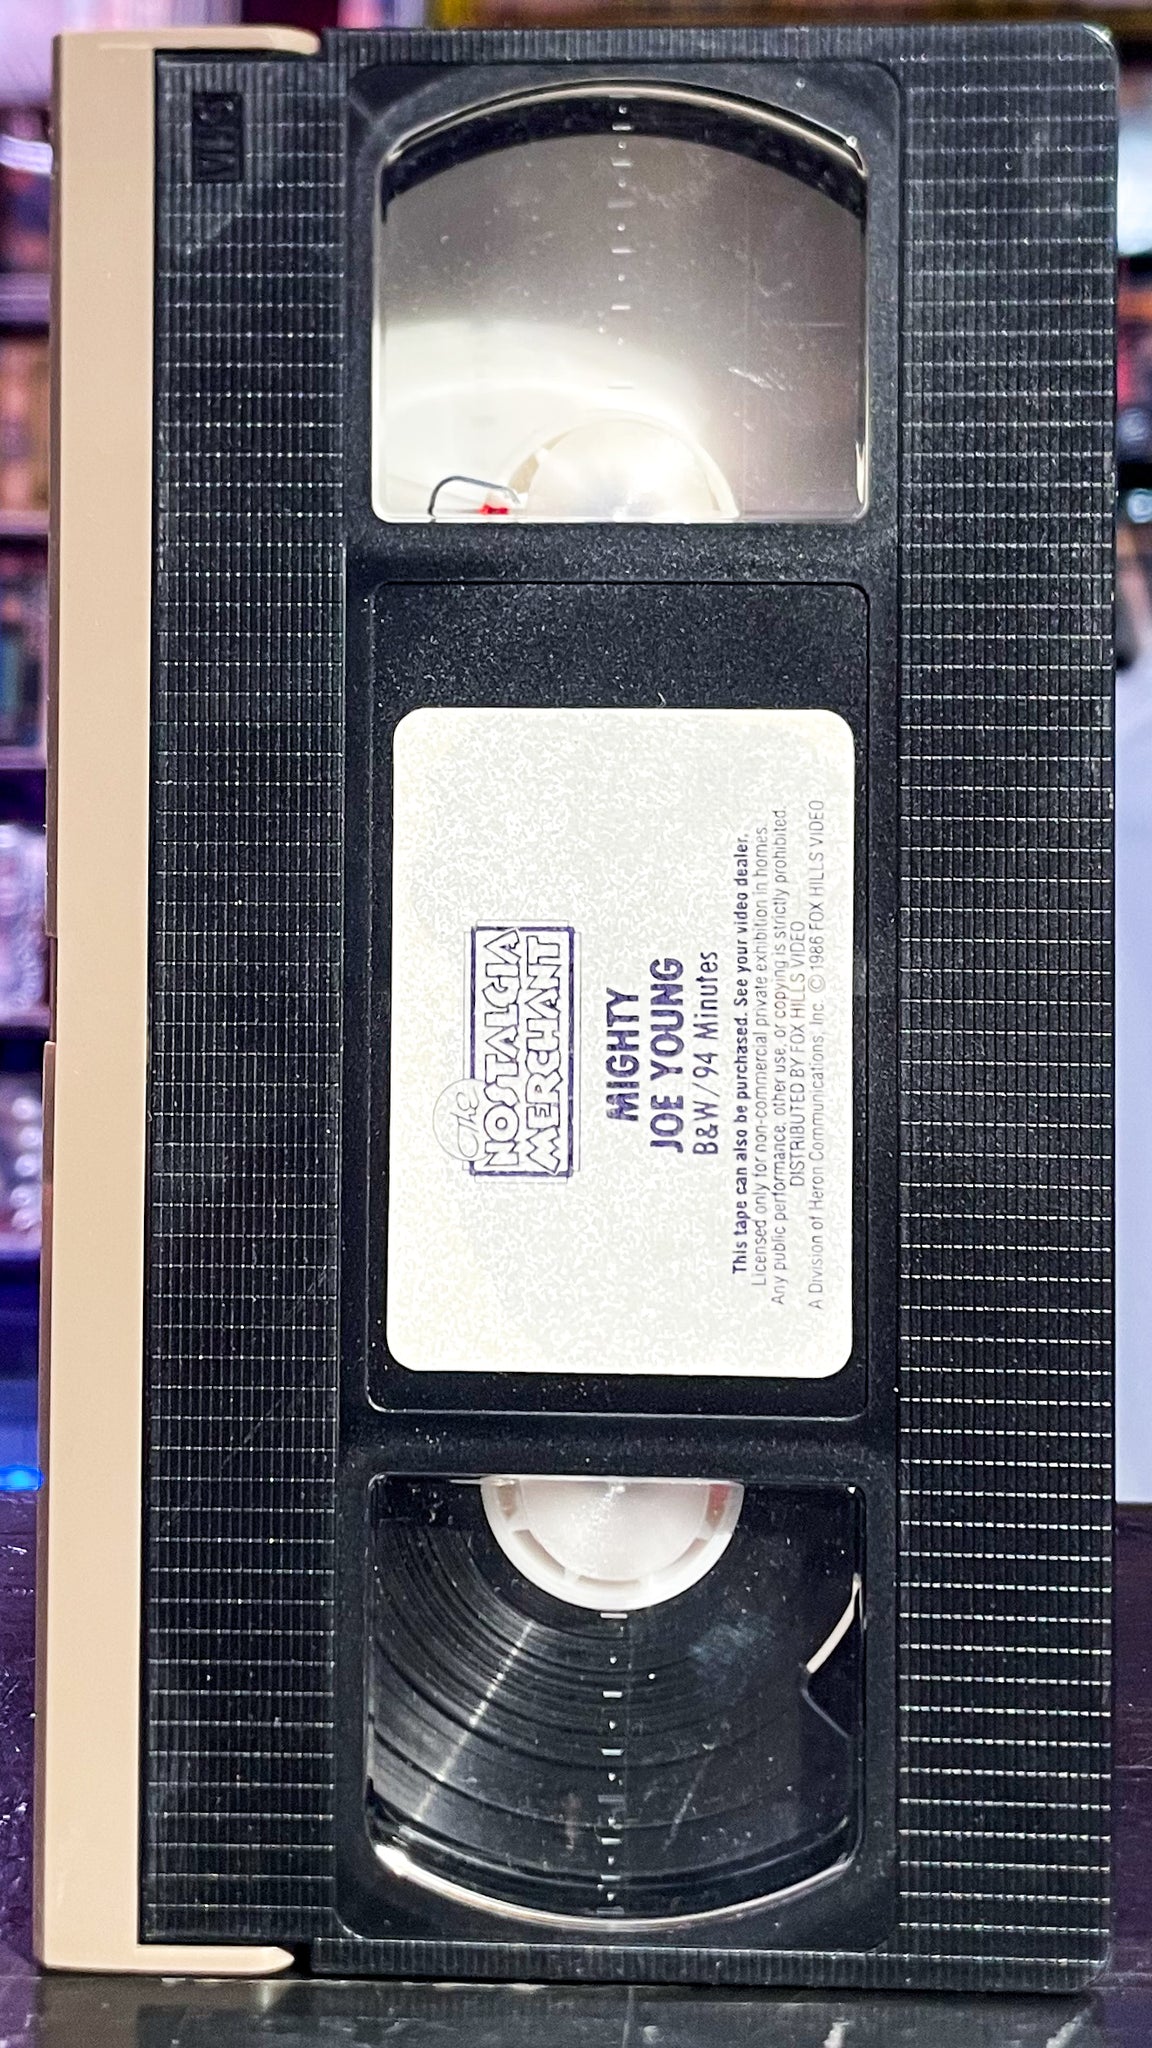 VHS
The
NOSTALGIA
MERCHANT
MIGHTY
JOE YOUNG
B&W/94 Minutes
This tape can also be purchased. See your video dealer.
Licensed only for non-commercial private exhibition in homes.
Any public performance, other use, or copying is strictly prohibited.
DISTRIBUTED BY FOX HILLS VIDEO
A Division of Heron Communications, Inc. © 1986 FOX HILLS VIDEO